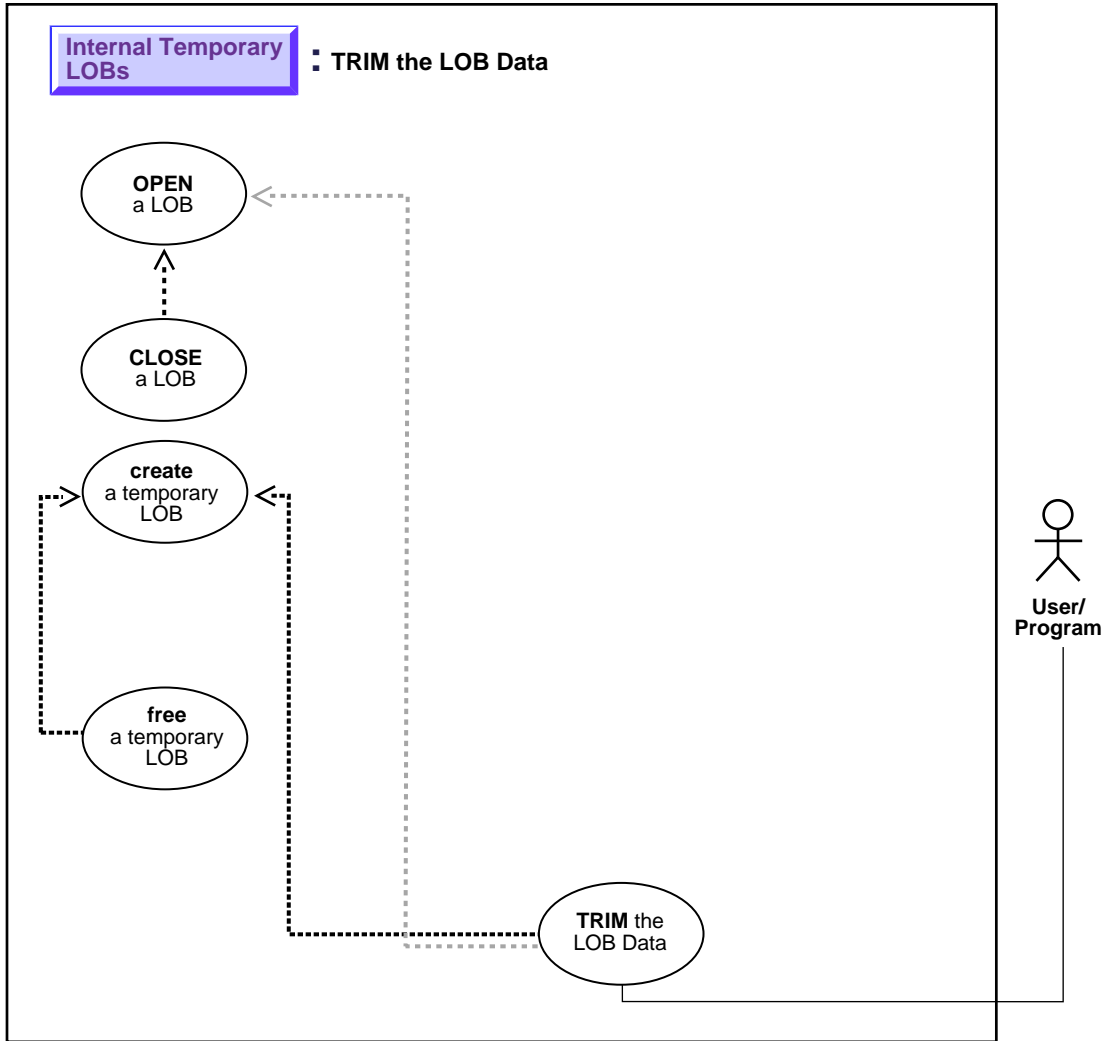 Internal Temporary
LOBs
: TRIM the LOB Data
OPEN
a LOB
CLOSE
a LOB
create
a temporary
LOB
User/
Program
free
a temporary
LOB
TRIM the
LOB Data